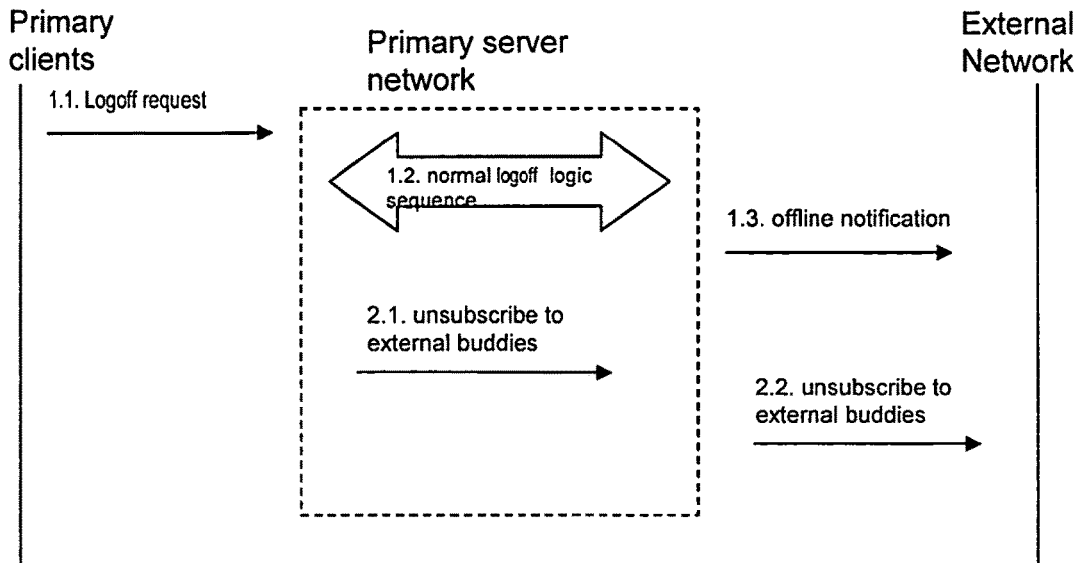 Primary
clients
Primary server
network
External
Network
1.1. Logoff request
1.2. normal logoff logic
sequence
1.3. offline notification
2.1. unsubscribe to
external buddies
2.2. unsubscribe to
external buddies